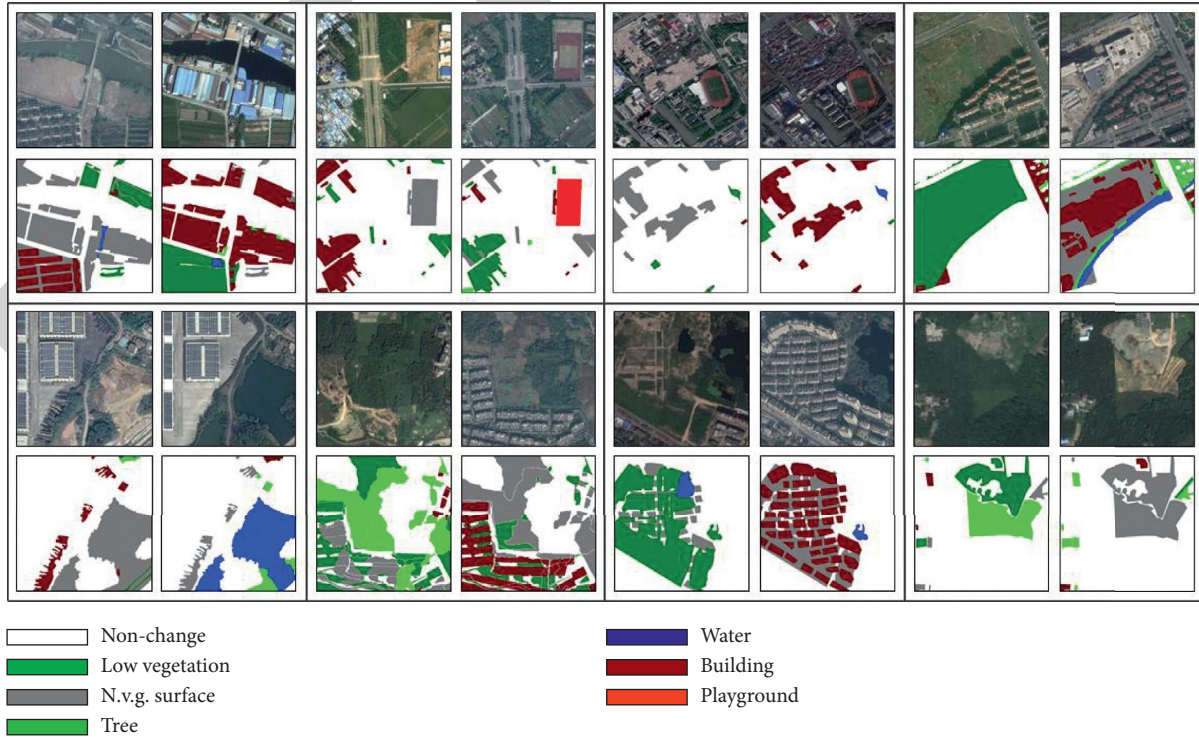 Non-change
Low vegetation
N.v.g. surface
Tree
Water
Building
Playground